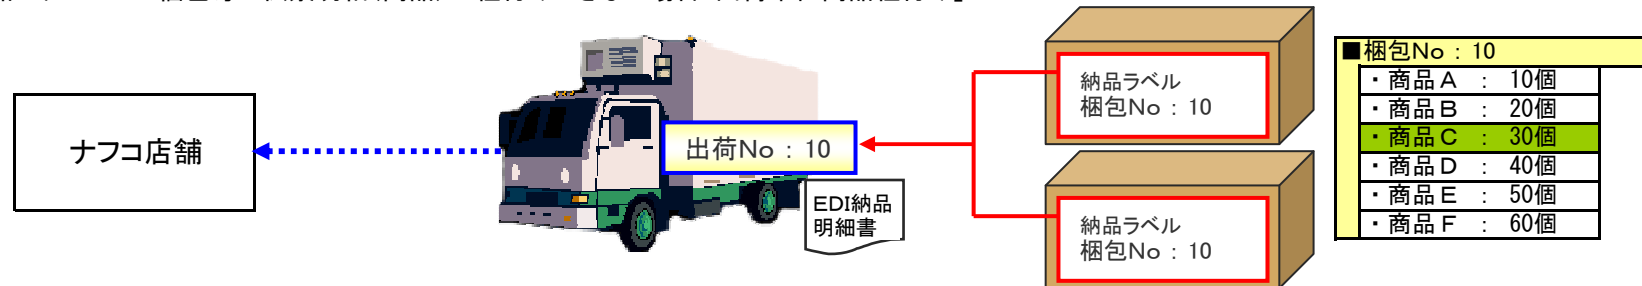 ナフコ店舗
出荷No：10
EDI納品
明細書
納品ラベル
梱包No：10
納品ラベル
梱包No：10
■梱包No：10
・商品A ： 10個
・商品B ： 20個
・商品C ： 30個
・商品D ： 40個
・商品E ： 50個
・商品F ： 60個